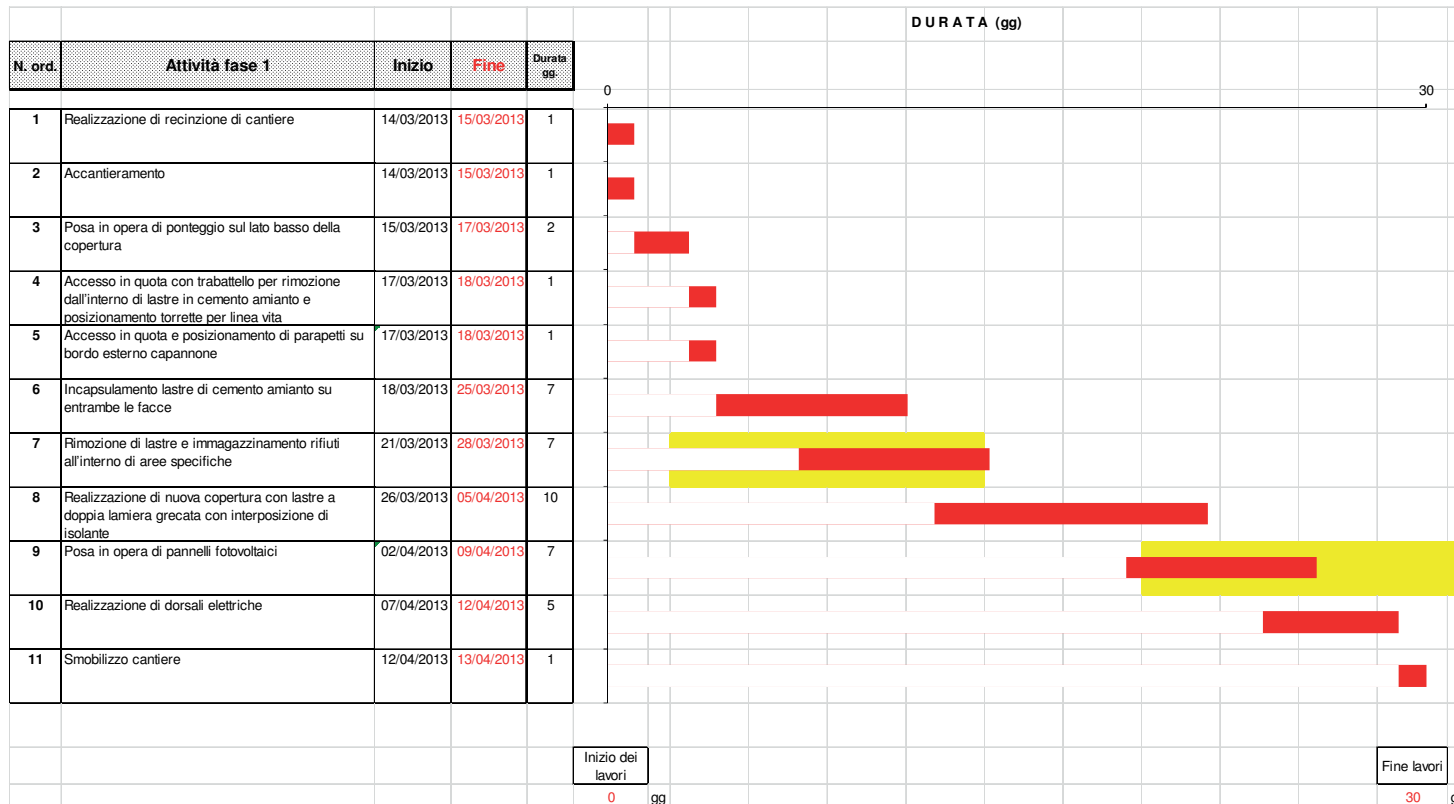 D U R A T A (gg)
N. ord. Attività fase 1 Inizio Fine Durata gg.
0 30
1 Realizzazione di recinzione di cantiere 14/03/2013 15/03/2013 1
2 Accantieramento 14/03/2013 15/03/2013 1
3 Posa in opera di ponteggio sul lato basso della 15/03/2013 17/03/2013 2
copertura
4 Accesso in quota con trabattello per rimozione 17/03/2013 18/03/2013 1
dall'interno di lastre in cemento amianto e
posizionamento torrette per linea vita
5 Accesso in quota e posizionamento di parapetti su 17/03/2013 18/03/2013 1
bordo esterno capannone
6 Incapsulamento lastre di cemento amianto su 18/03/2013 25/03/2013 7
entrambe le facce
7 Rimozione di lastre e immagazzinamento rifiuti 21/03/2013 28/03/2013 7
all'interno di aree specifiche
8 Realizzazione di nuova copertura con lastre a 26/03/2013 05/04/2013 10
doppia lamiera grecata con interposizione di
isolante
9 Posa in opera di pannelli fotovoltaici 02/04/2013 09/04/2013 7
10 Realizzazione di dorsali elettriche 07/04/2013 12/04/2013 5
11 Smobilizzo cantiere 12/04/2013 13/04/2013 1
Inizio dei
lavori
Fine lavori
0 gg 30